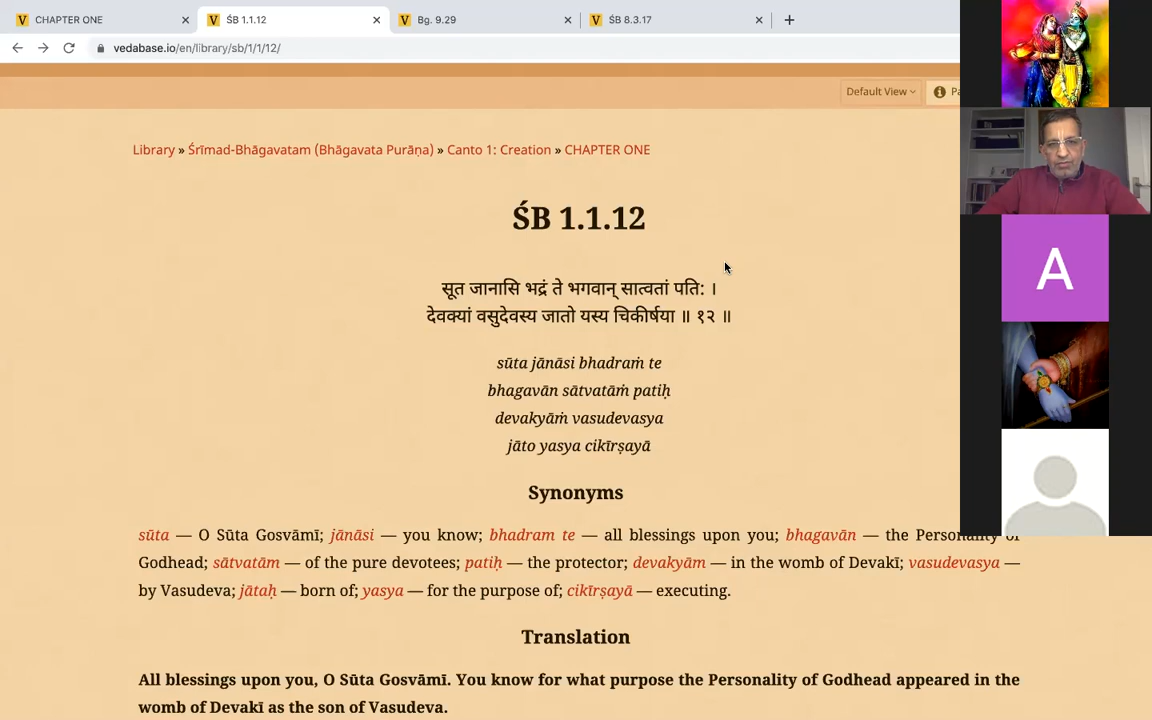 CHAPTER ONE
ŚB 1.1.12
Bg. 9.29
ŚB 8.3.17
vedabase.io/en/library/sb/1/1/12/
Default View
Library » Śrīmad-Bhāgavatam (Bhāgavata Purāṇa) » Canto 1: Creation » CHAPTER ONE
ŚB 1.1.12
सूत जानासि भद्रं ते भगवान् सात्वतां पति: ।
देवक्यां वसुदेवस्य जातो यस्य चिकीर्षया ॥ १२ ॥
sūta jānāsi bhadraṁ te
bhagavān sātvatāṁ patiḥ
devakyāṁ vasudevasya
jāto yasya cikīrṣayā
Synonyms
sūta — O Sūta Gosvāmī; jānāsi — you know; bhadram te — all blessings upon you; bhagavān — the Personality of
Godhead; sātvatām — of the pure devotees; patiḥ — the protector; devakyām — in the womb of Devakī; vasudevasya —
by Vasudeva; jātaḥ — born of; yasya — for the purpose of; cikīrṣayā — executing.
Translation
All blessings upon you, O Sūta Gosvāmī. You know for what purpose the Personality of Godhead appeared in the
womb of Devakī as the son of Vasudeva.
A